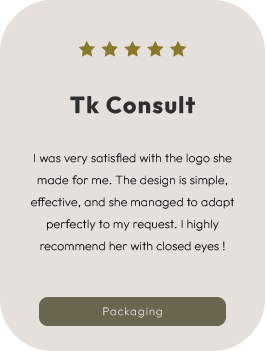 Tk Consult
I was very satisfied with the logo she
made for me. The design is simple,
effective, and she managed to adapt
perfectly to my request. I highly
recommend her with closed eyes !
Packaging